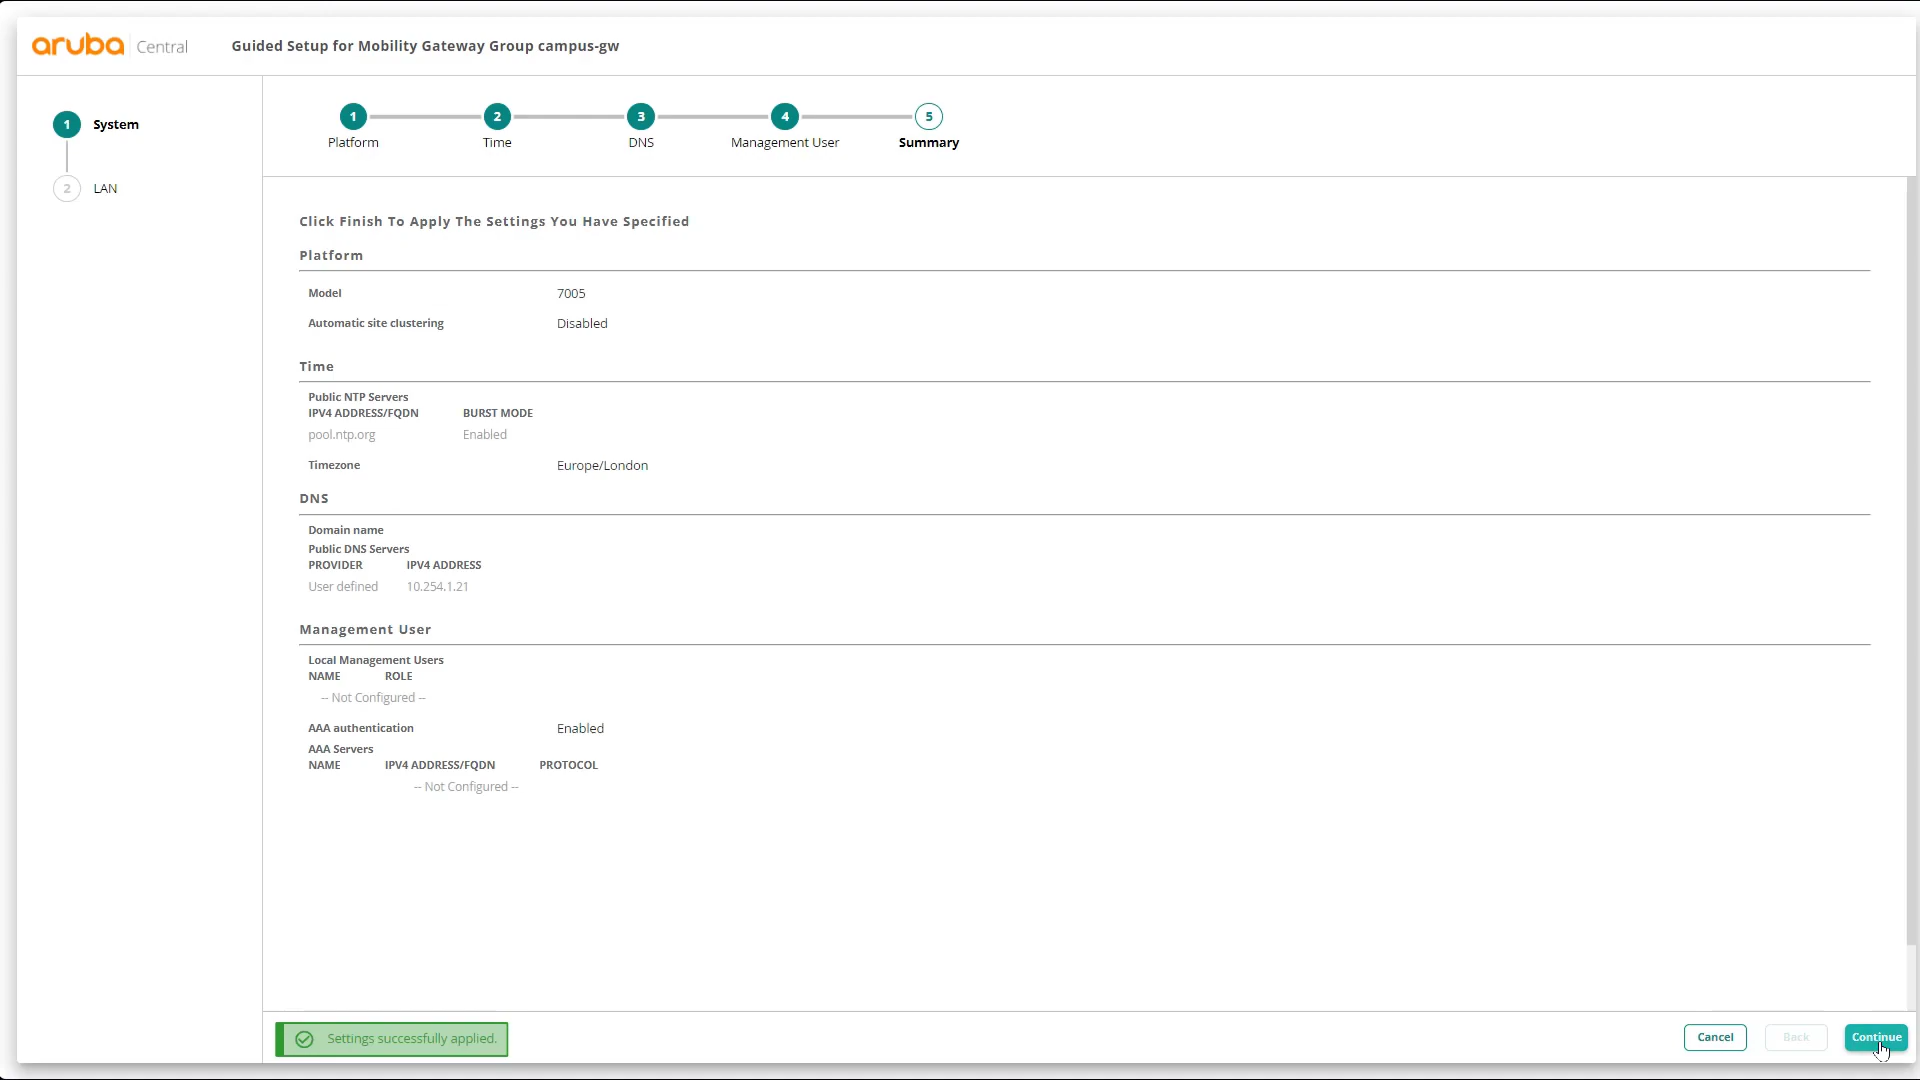 aruba Central
Guided Setup for Mobility Gateway Group campus-gw
1 System
2 LAN
1 2 3 4 5
Platform Time DNS Management User Summary
Click Finish To Apply The Settings You Have Specified
Platform
Model 7005
Automatic site clustering Disabled
Time
Public NTP Servers
IPV4 ADDRESS/FQDN BURST MODE
pool.ntp.org Enabled
Timezone Europe/London
DNS
Domain name
Public DNS Servers
PROVIDER IPV4 ADDRESS
User defined 10.254.1.21
Management User
Local Management Users
NAME ROLE
-- Not Configured --
AAA authentication Enabled
AAA Servers
NAME IPV4 ADDRESS/FQDN PROTOCOL
-- Not Configured --
Settings successfully applied.
Cancel Back Continue